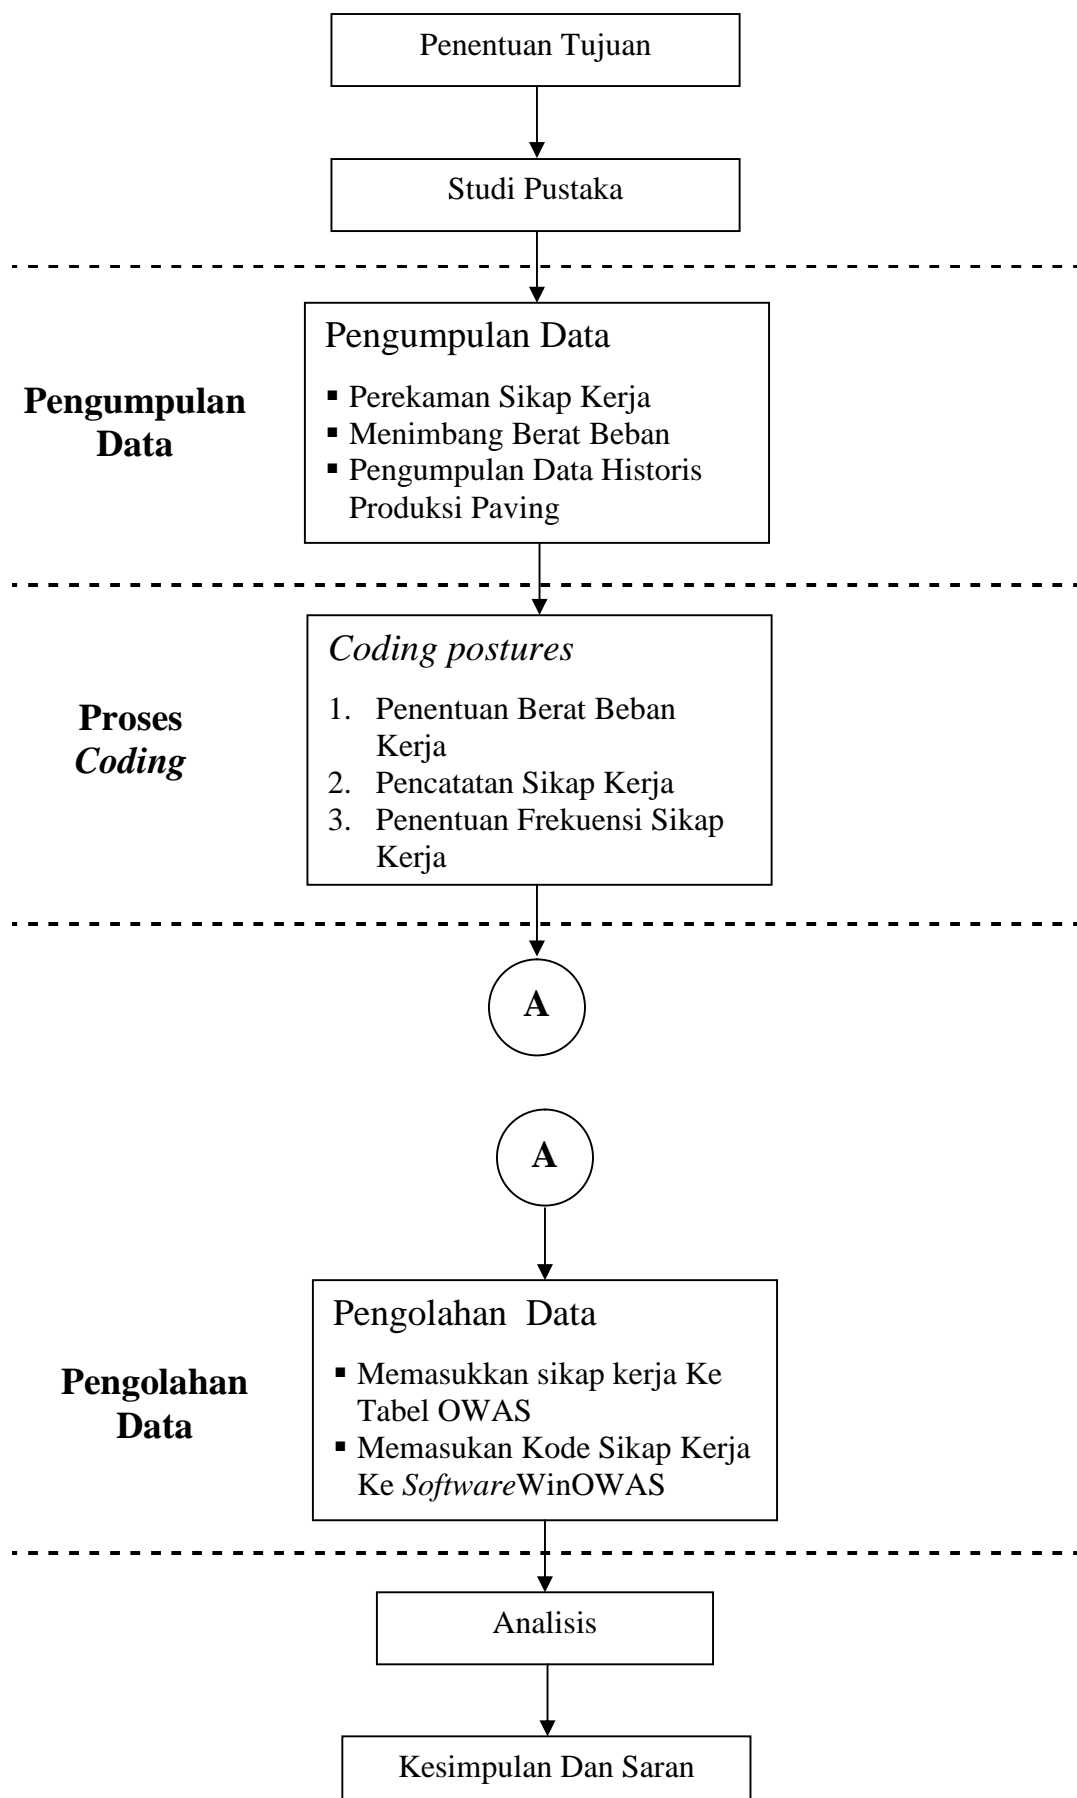 Penentuan Tujuan
Studi Pustaka
Pengumpulan
Data
Pengumpulan Data
▪ Perekaman Sikap Kerja
▪ Menimbang Berat Beban
▪ Pengumpulan Data Historis
Produksi Paving
Proses
Coding
Coding postures
1. Penentuan Berat Beban
Kerja
2. Pencatatan Sikap Kerja
3. Penentuan Frekuensi Sikap
Kerja
A
A
Pengolahan
Data
Pengolahan Data
▪ Memasukkan sikap kerja Ke
Tabel OWAS
▪ Memasukan Kode Sikap Kerja
Ke SoftwareWinOWAS
Analisis
Kesimpulan Dan Saran